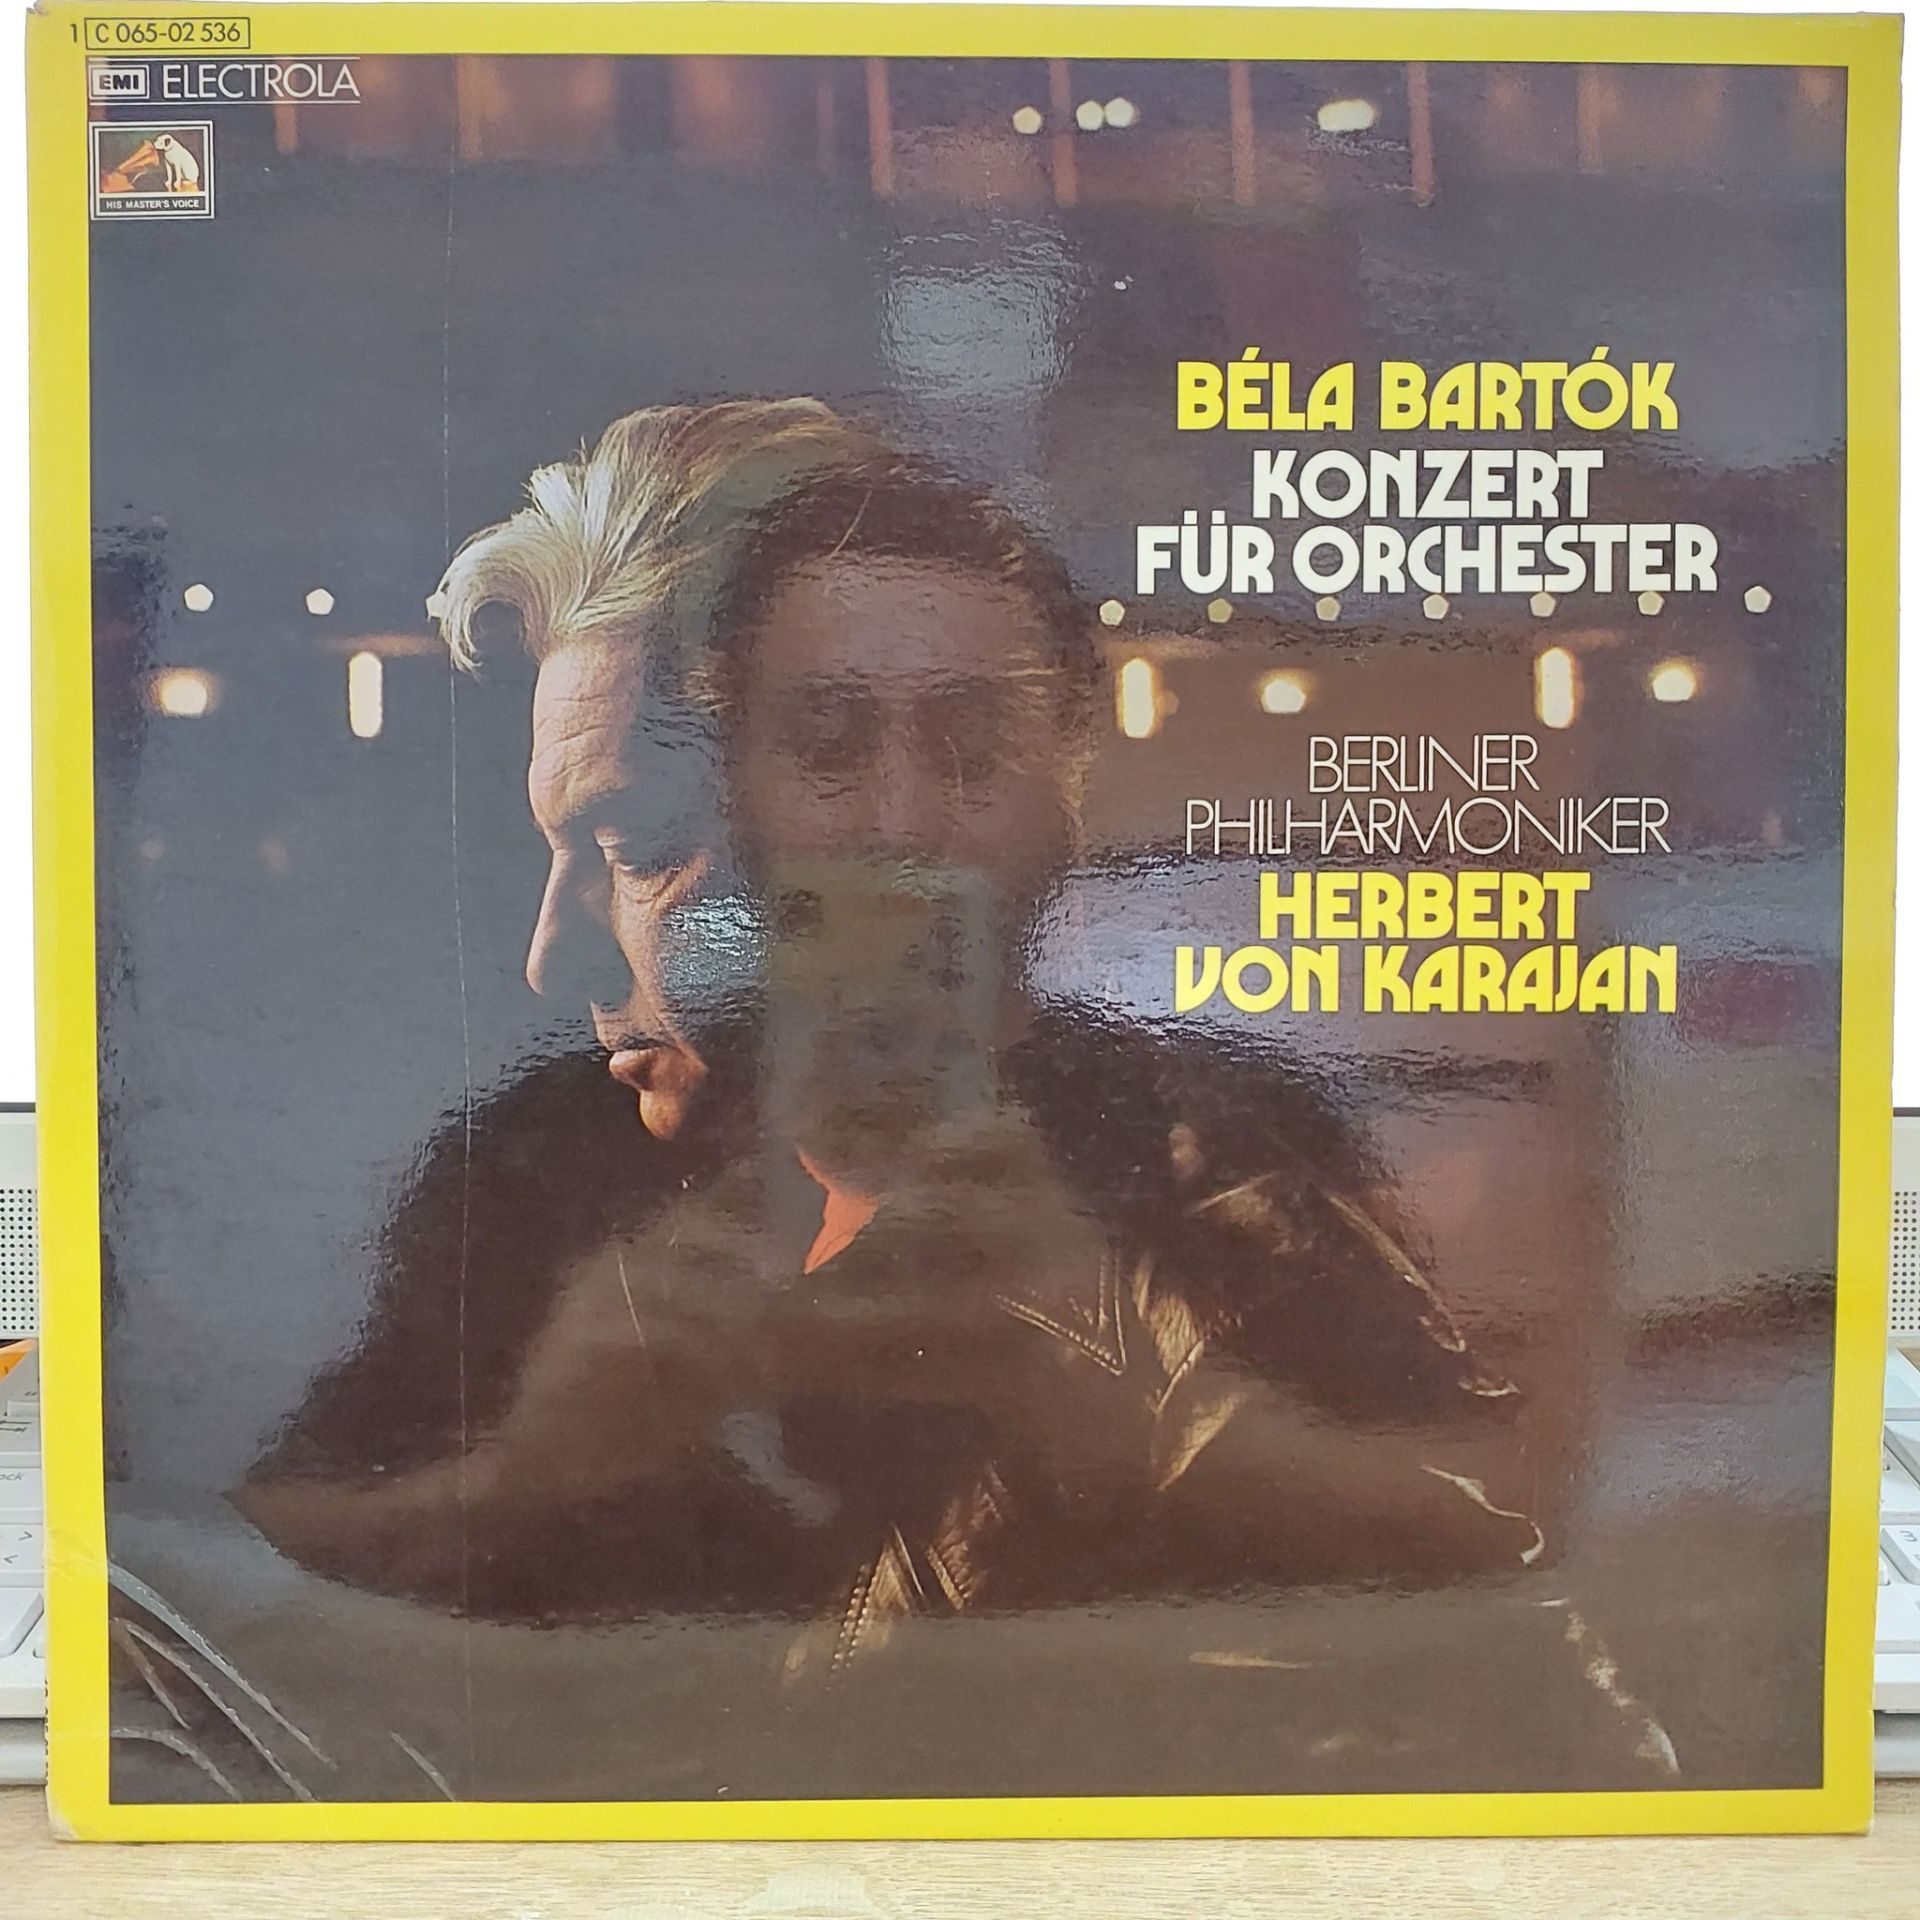 1 C 065-02 536
EMI ELECTROLA
HIS MASTER'S VOICE
BÉLA BARTÓK
KONZERT
FÜR ORCHESTER
BERLINER
PHILHARMONIKER
HERBERT
VON KARAJAN